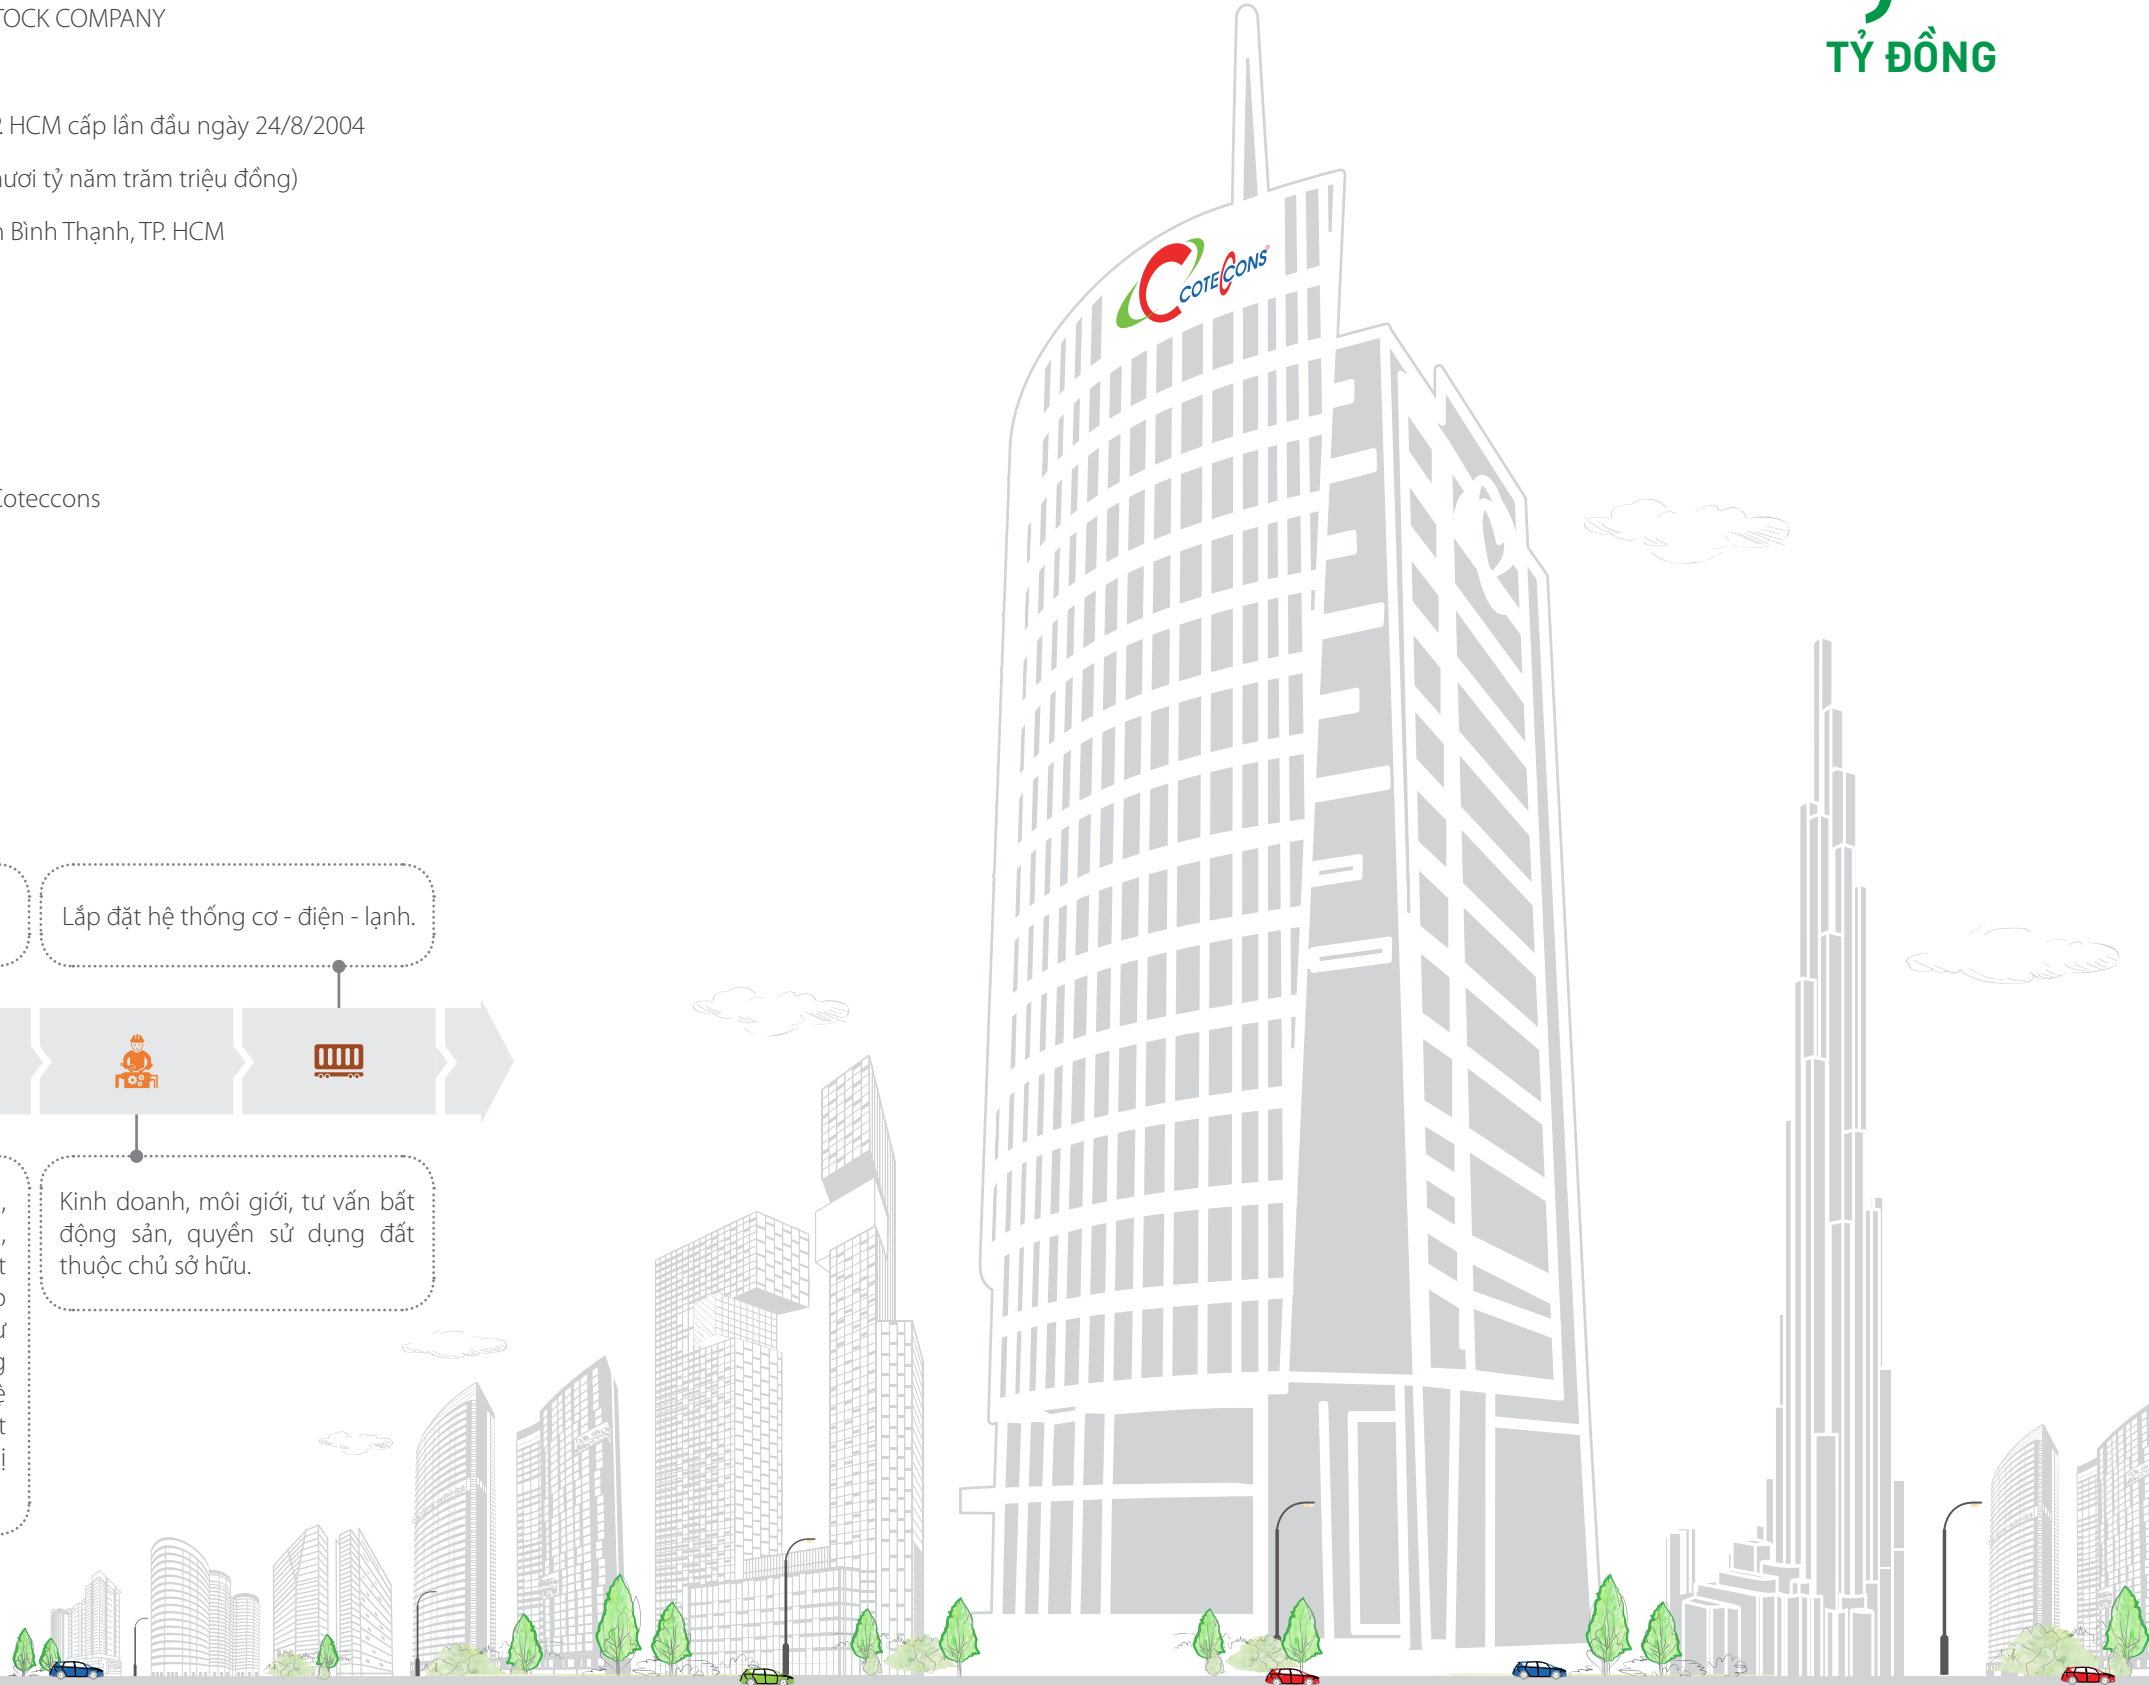 TOCK COMPANY
TỶ ĐỒNG
P. HCM cấp lần đầu ngày 24/8/2004
mươi tỷ năm trăm triệu đồng)
n Bình Thạnh, TP. HCM
COTECCONS
Coteccons
Lắp đặt hệ thống cơ - điện - lạnh.
Kinh doanh, môi giới, tư vấn bất
động sản, quyền sử dụng đất
thuộc chủ sở hữu.